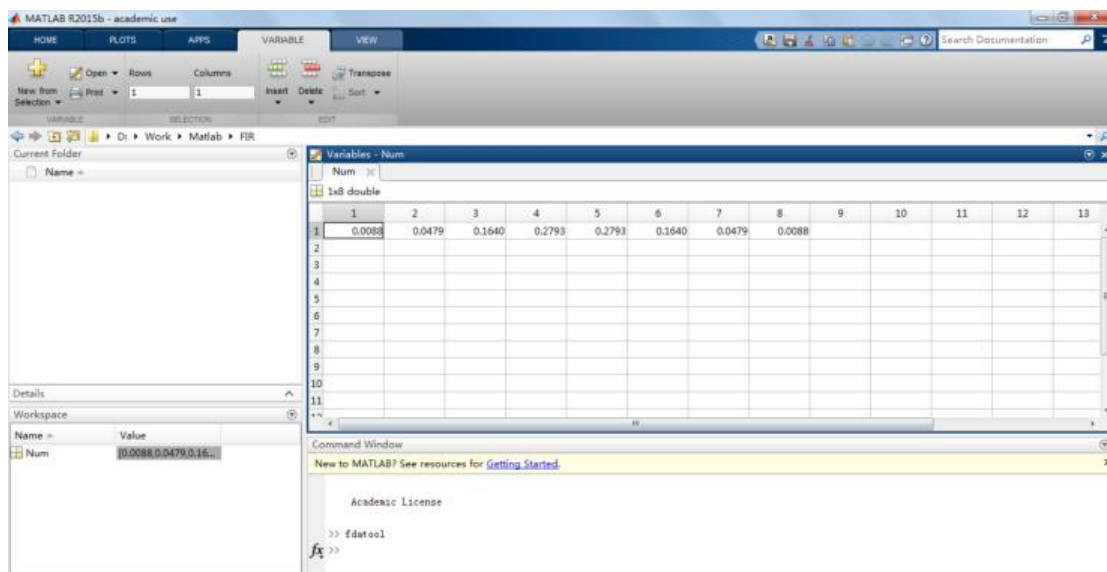 MATLAB R2015b - academic use
HOME PLOTS APPS VARIABLE VIEW Search Documentation
New from Selection Open Print Rows Columns 1 1 Insert Delete Transpose Sort
VARIABLE SELECTION EDIT
D: Work Matlab FIR
Current Folder
Name
Variables - Num
Num
1x8 double
1 2 3 4 5 6 7 8 9 10 11 12 13
1 0.0088 0.0479 0.1640 0.2793 0.2793 0.1640 0.0479 0.0088
2
3
4
5
6
7
8
9
10
11
Details
Workspace
Name Value
Num [0.0088,0.0479,0.16...
Command Window
New to MATLAB? See resources for Getting Started.
Academic License
>> fdatool
fx >>